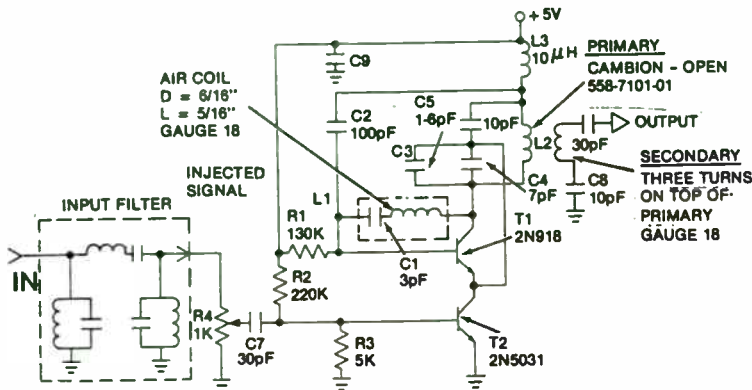 + 5V
L3
10μH
C9
PRIMARY
CAMBION - OPEN
558-7101-01
AIR COIL
D = 6/16"
L = 5/16"
GAUGE 18
C2
100pF
C5
1-6pF
10pF
OUTPUT
30pF
L2
C3
SECONDARY
THREE TURNS
ON TOP OF
PRIMARY
GAUGE 18
C8
10pF
C4
7pF
INJECTED
SIGNAL
INPUT FILTER
L1
R1
130K
T1
2N918
C1
3pF
R2
220K
IN
R4
1K
C7
30pF
R3
5K
T2
2N5031